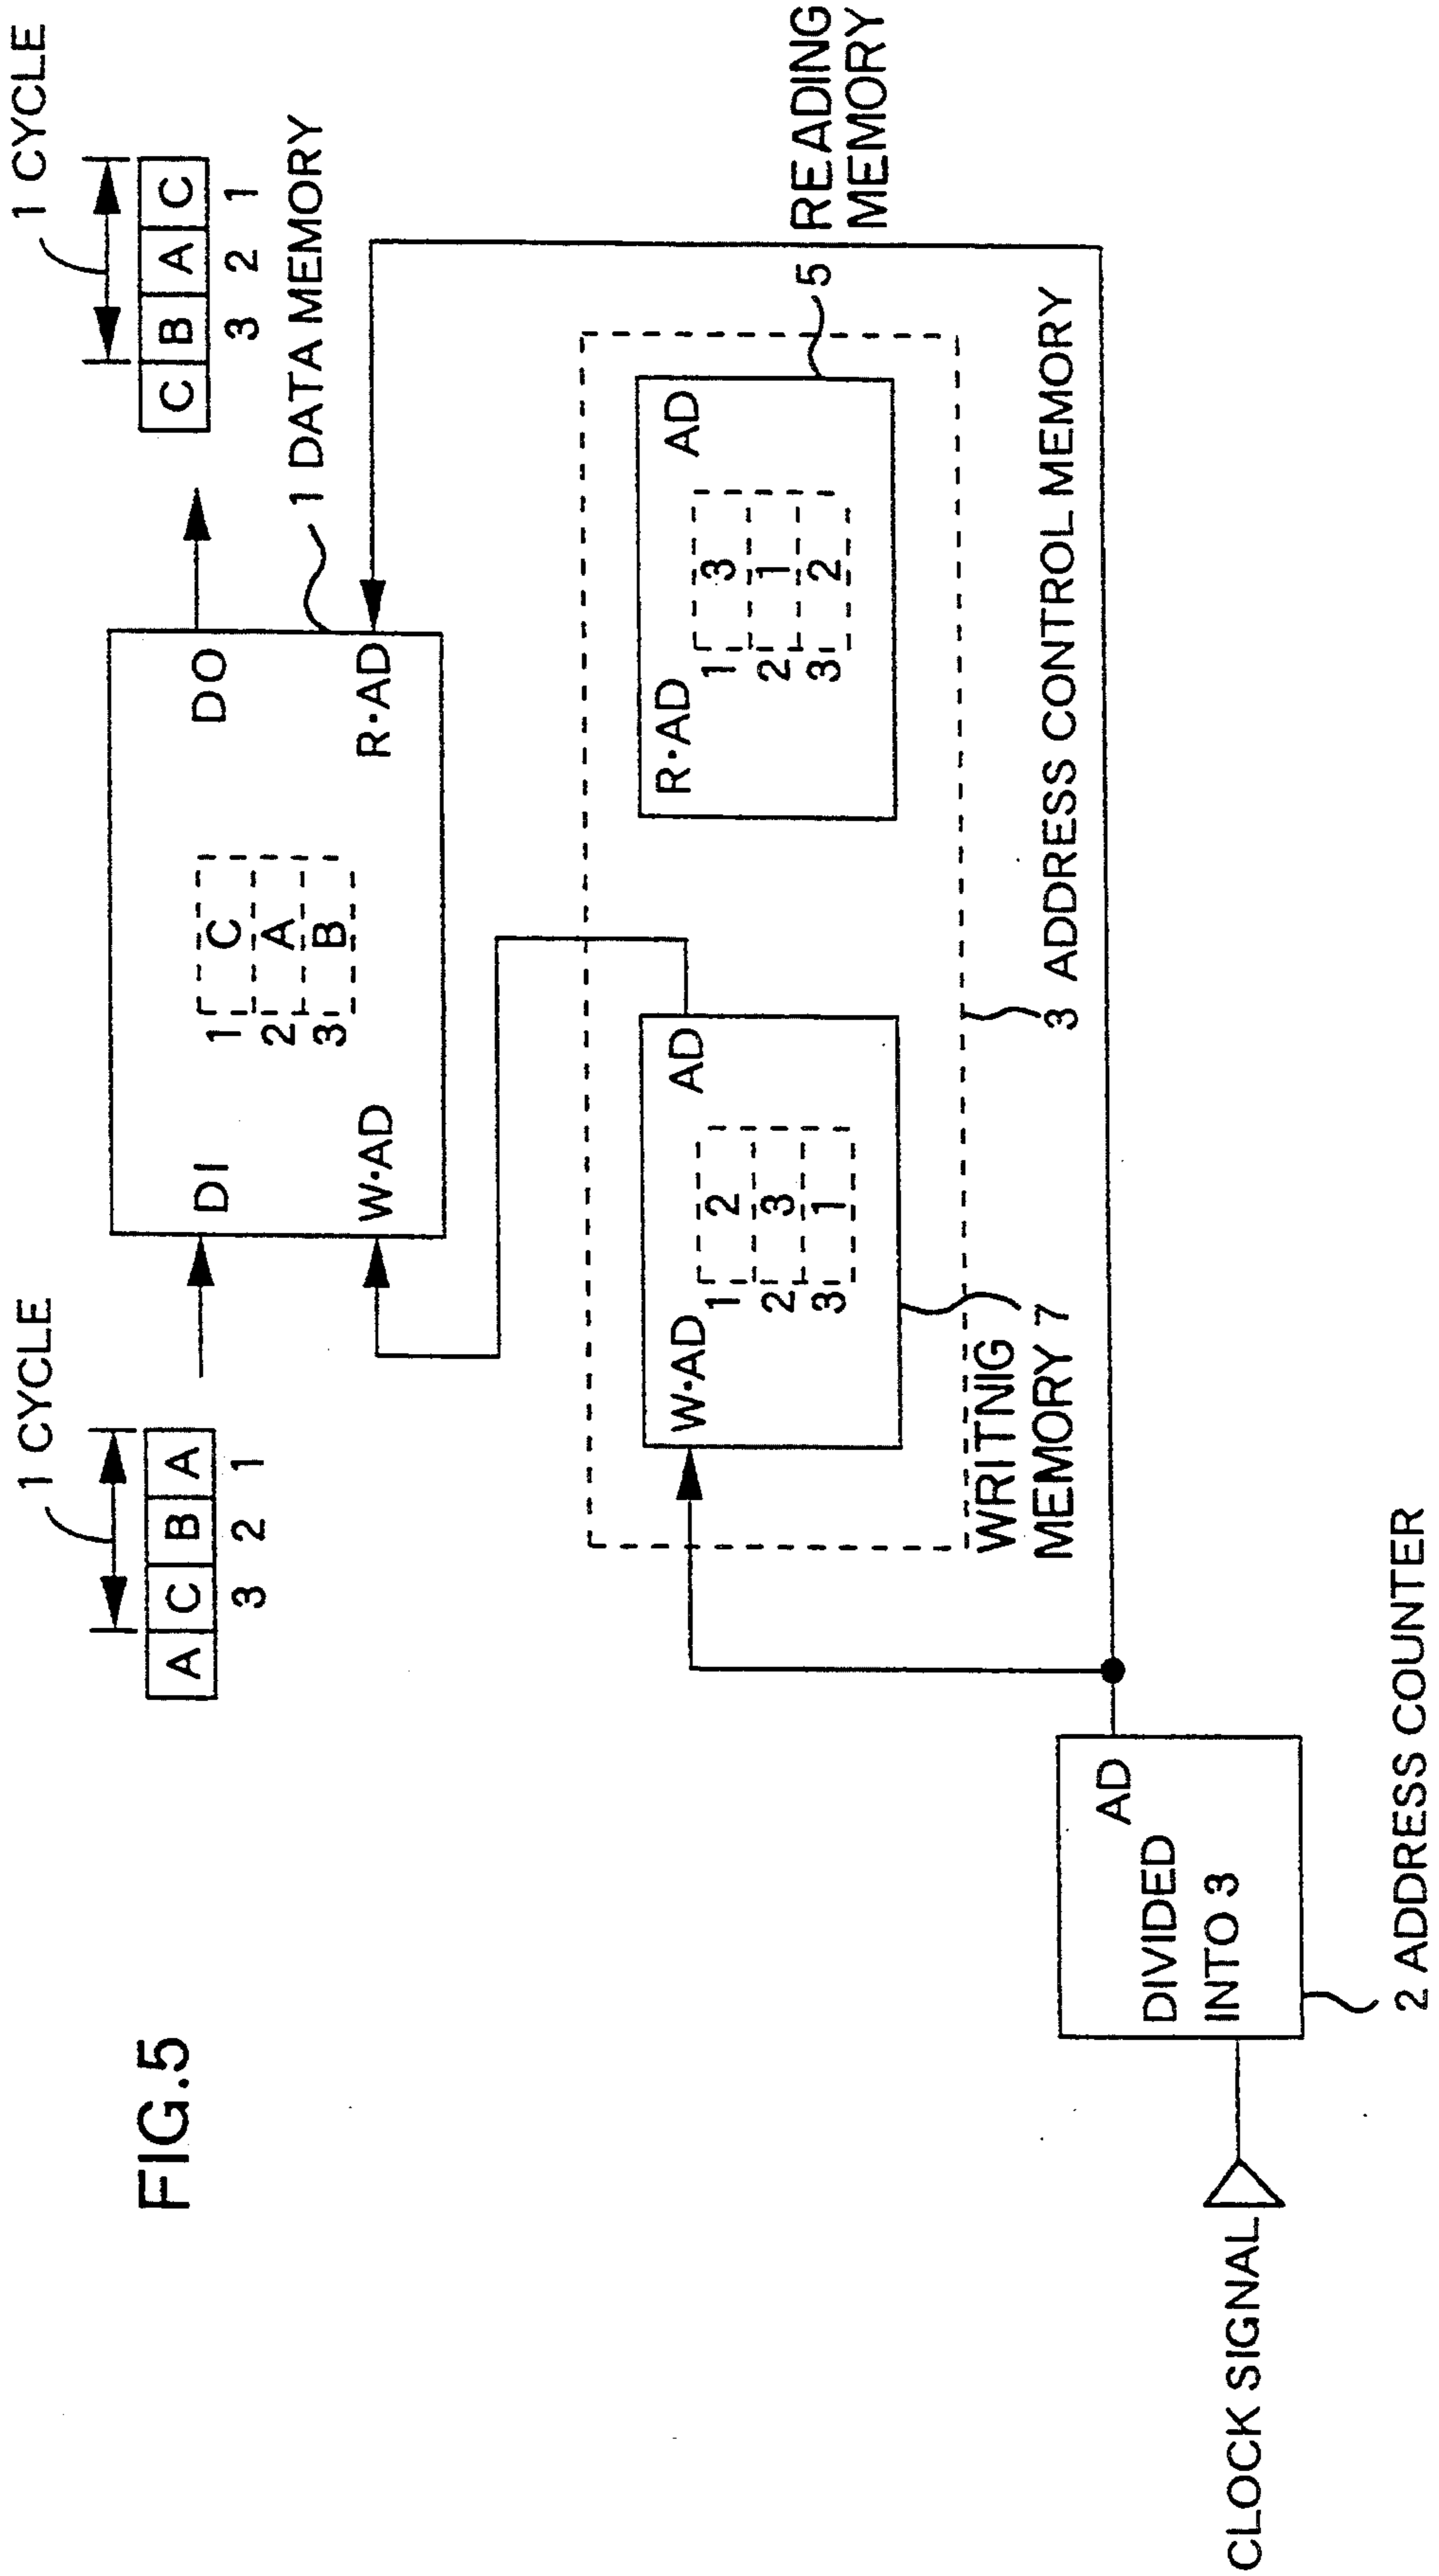 FIG.5
1 CYCLE
1 CYCLE
A C B A
3 2 1
C B A C
3 2 1
DI
DO
1 C
2 A
3 B
W·AD
R·AD
1 DATA MEMORY
W·AD
AD
1 2
2 3
3 1
R·AD
AD
1 3
2 1
3 2
5
READING
MEMORY
WRITNIG
MEMORY 7
3 ADDRESS CONTROL MEMORY
AD
DIVIDED
INTO 3
CLOCK SIGNAL
2 ADDRESS COUNTER